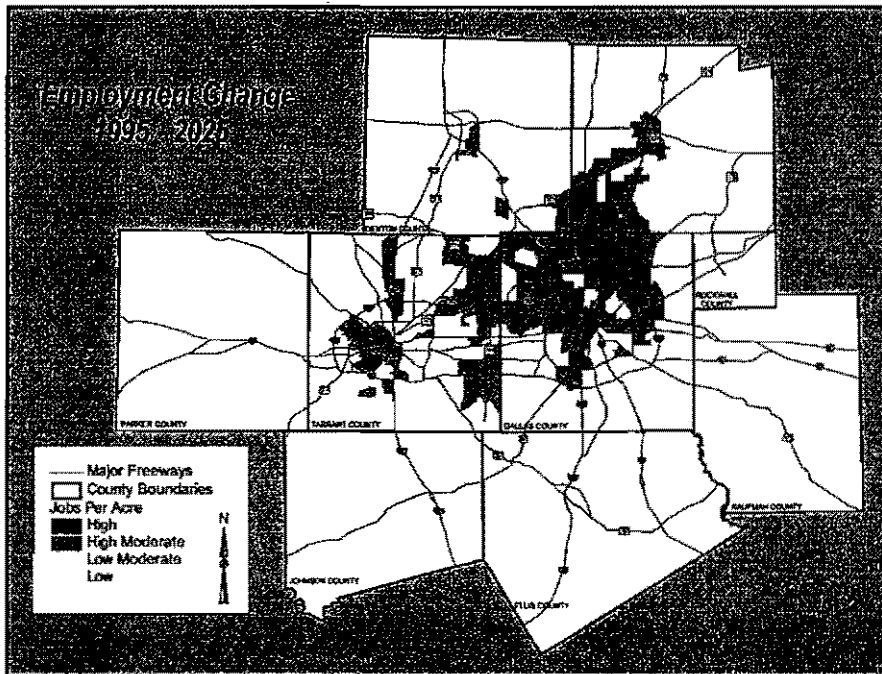 Employment Change
1995 - 2025
DENTON COUNTY
ROCKWALL
COUNTY
PARKER COUNTY
TARRANT COUNTY
DALLAS COUNTY
KAUFMAN COUNTY
Major Freeways
County Boundaries
Jobs Per Acre
High
High Moderate
Low Moderate
Low
N
JOHNSON COUNTY
ELLIS COUNTY